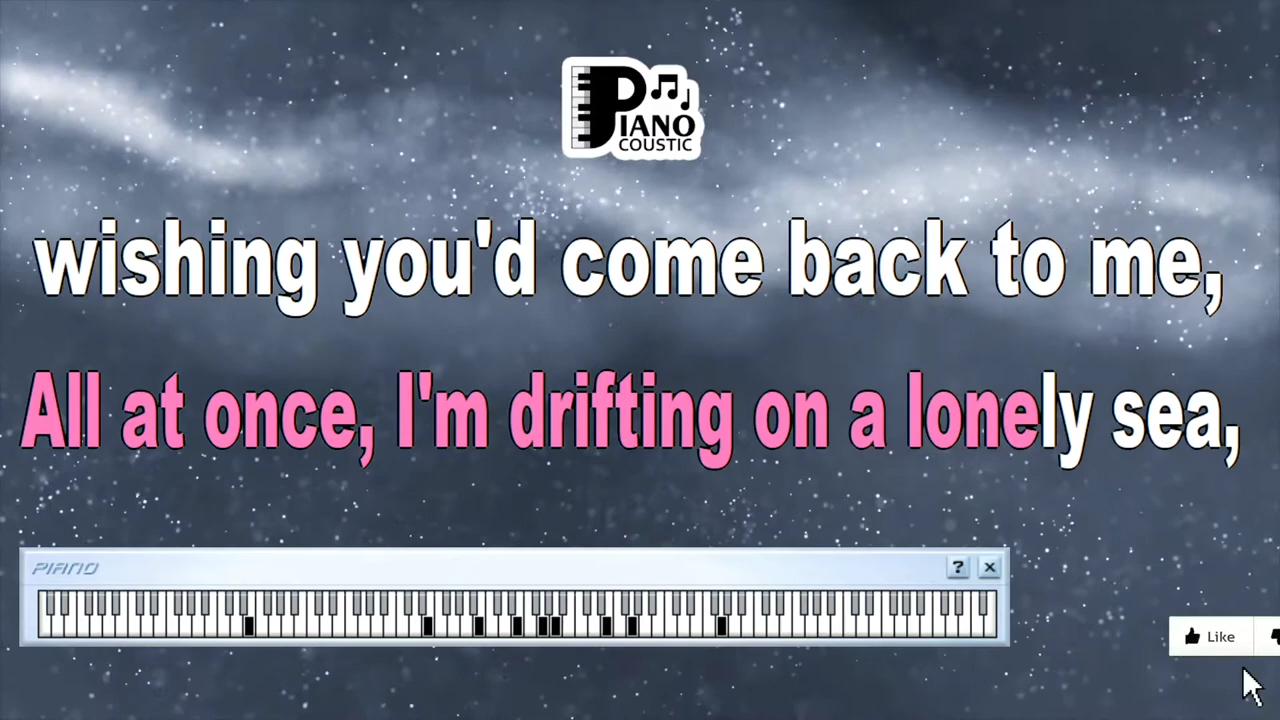 PIANO
COUSTIC
wishing you'd come back to me,
All at once, I'm drifting on a lonely sea,
PIANO
?
Like